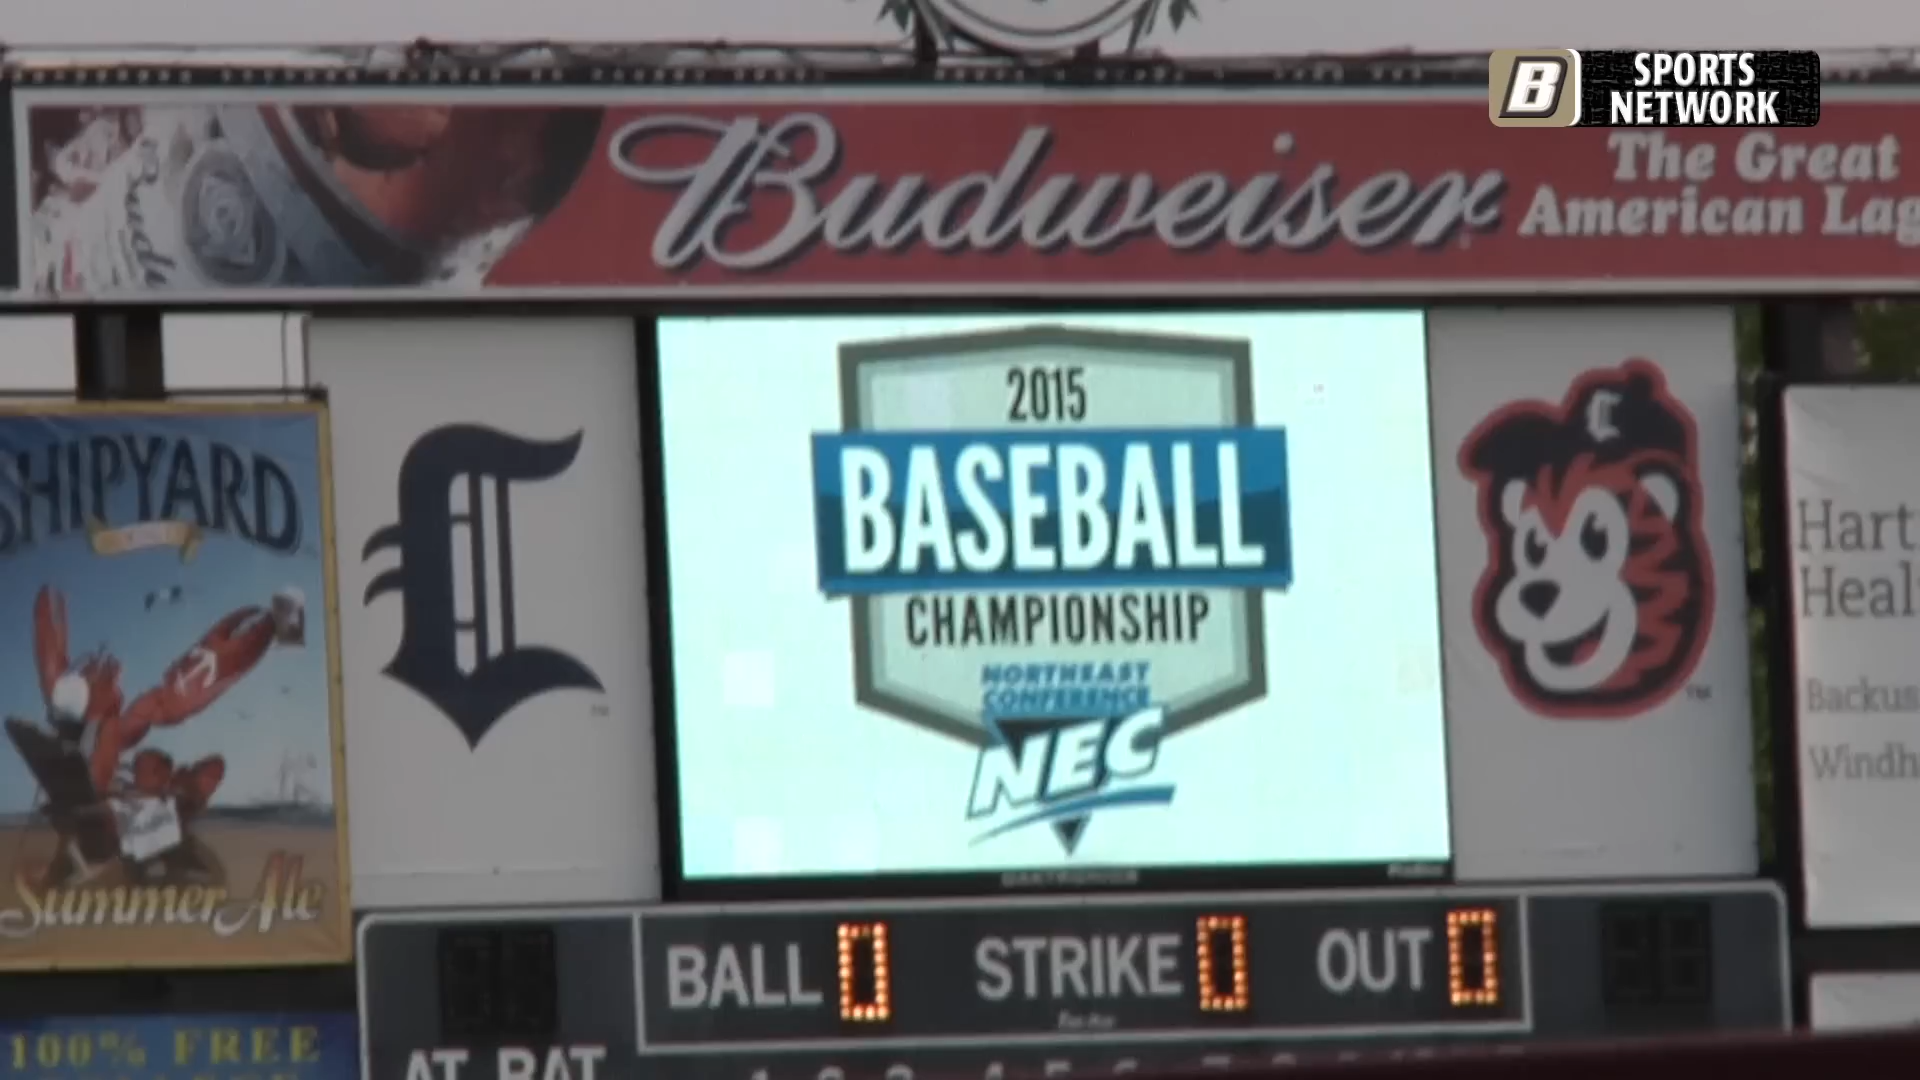 B SPORTS
NETWORK
Budweiser
The Great
American Lag
2015
BASEBALL
CHAMPIONSHIP
NORTHEAST
CONFERENCE
NEC
SHIPYARD
Summer Ale
C
C
Hart
Heal
Backus
Windh
BALL 0 STRIKE 0 OUT 0
100% FREE
AT BAT
DAKTRONICS